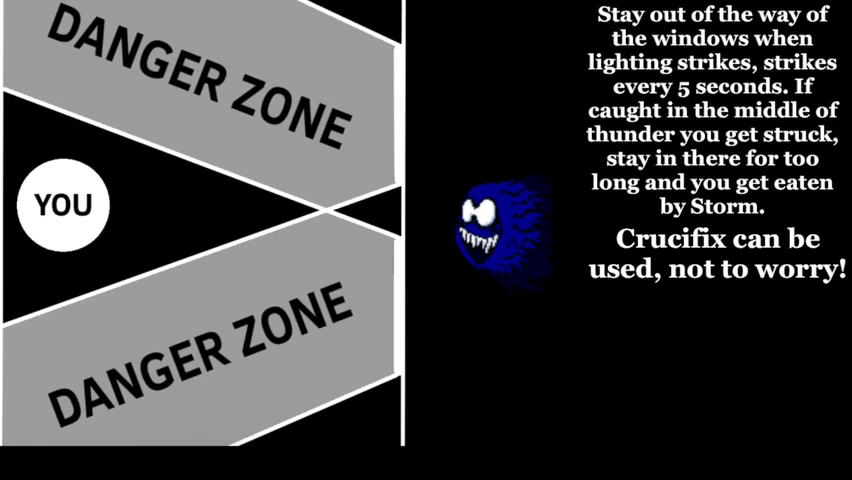 DANGER ZONE
YOU
DANGER ZONE
Stay out of the way of
the windows when
lighting strikes, strikes
every 5 seconds. If
caught in the middle of
thunder you get struck,
stay in there for too
long and you get eaten
by Storm.
Crucifix can be
used, not to worry!